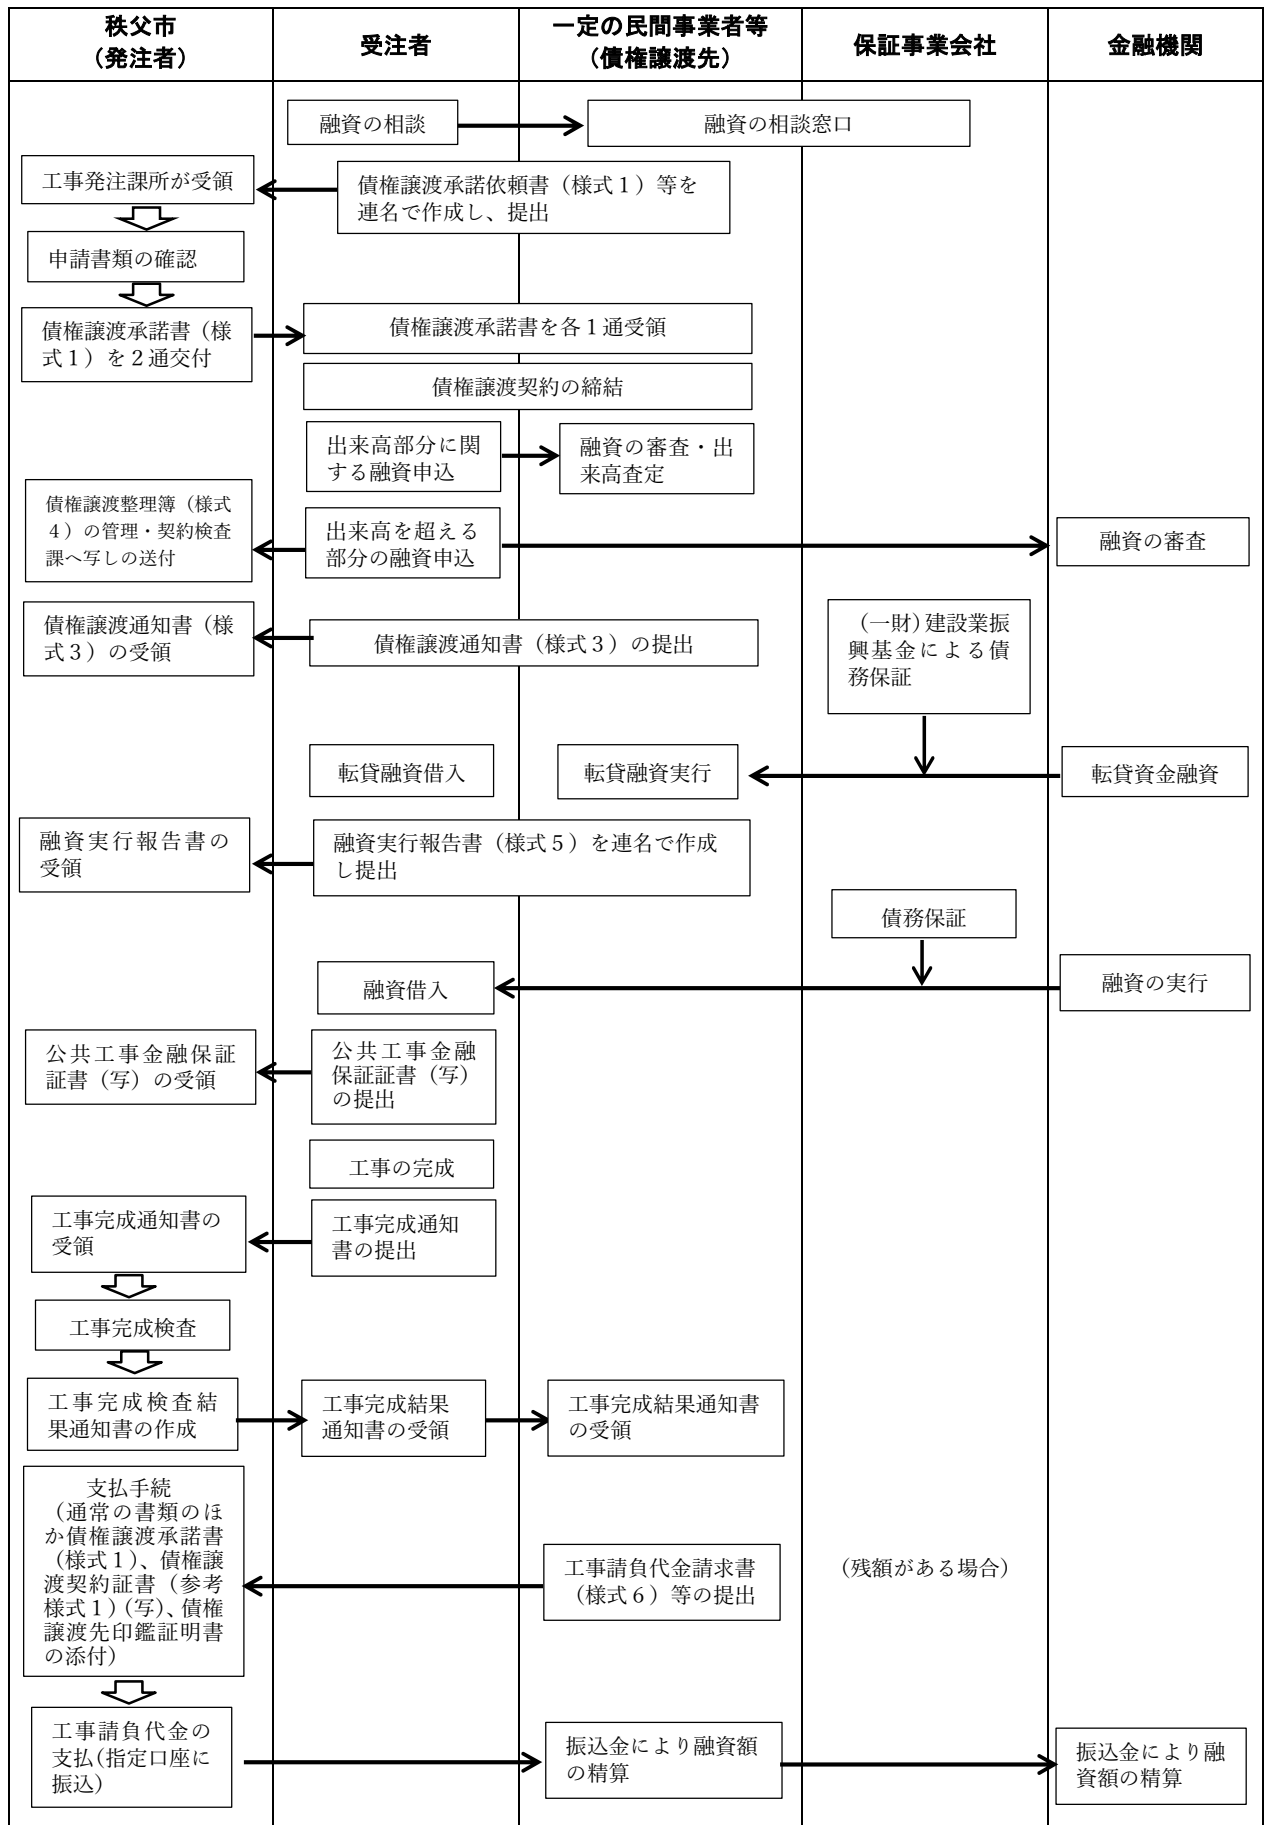 秩父市
（発注者）
受注者
一定の民間事業者等
（債権譲渡先）
保証事業会社
金融機関
融資の相談
融資の相談窓口
工事発注課所が受領
債権譲渡承諾依頼書（様式１）等を
連名で作成し、提出
申請書類の確認
債権譲渡承諾書（様
式１）を２通交付
債権譲渡承諾書を各１通受領
債権譲渡契約の締結
出来高部分に関
する融資申込
融資の審査・出
来高査定
債権譲渡整理簿（様式
４）の管理・契約検査
課へ写しの送付
出来高を超える
部分の融資申込
融資の審査
債権譲渡通知書（様
式３）の受領
債権譲渡通知書（様式３）の提出
（一財）建設業振
興基金による債
務保証
転貸融資借入
転貸融資実行
転貸資金融資
融資実行報告書の
受領
融資実行報告書（様式５）を連名で作成
し提出
債務保証
融資借入
融資の実行
公共工事金融保証
証書（写）の受領
公共工事金融
保証証書（写）
の提出
工事の完成
工事完成通知書の
受領
工事完成通知
書の提出
工事完成検査
工事完成検査結
果通知書の作成
工事完成結果
通知書の受領
工事完成結果通知書
の受領
支払手続
（通常の書類のほ
か債権譲渡承諾書
（様式１）、債権譲
渡契約証書（参考
様式１）（写）、債権
譲渡先印鑑証明書
の添付）
工事請負代金請求書
（様式６）等の提出
（残額がある場合）
工事請負代金の
支払（指定口座に
振込）
振込金により融資額
の精算
振込金により融
資額の精算